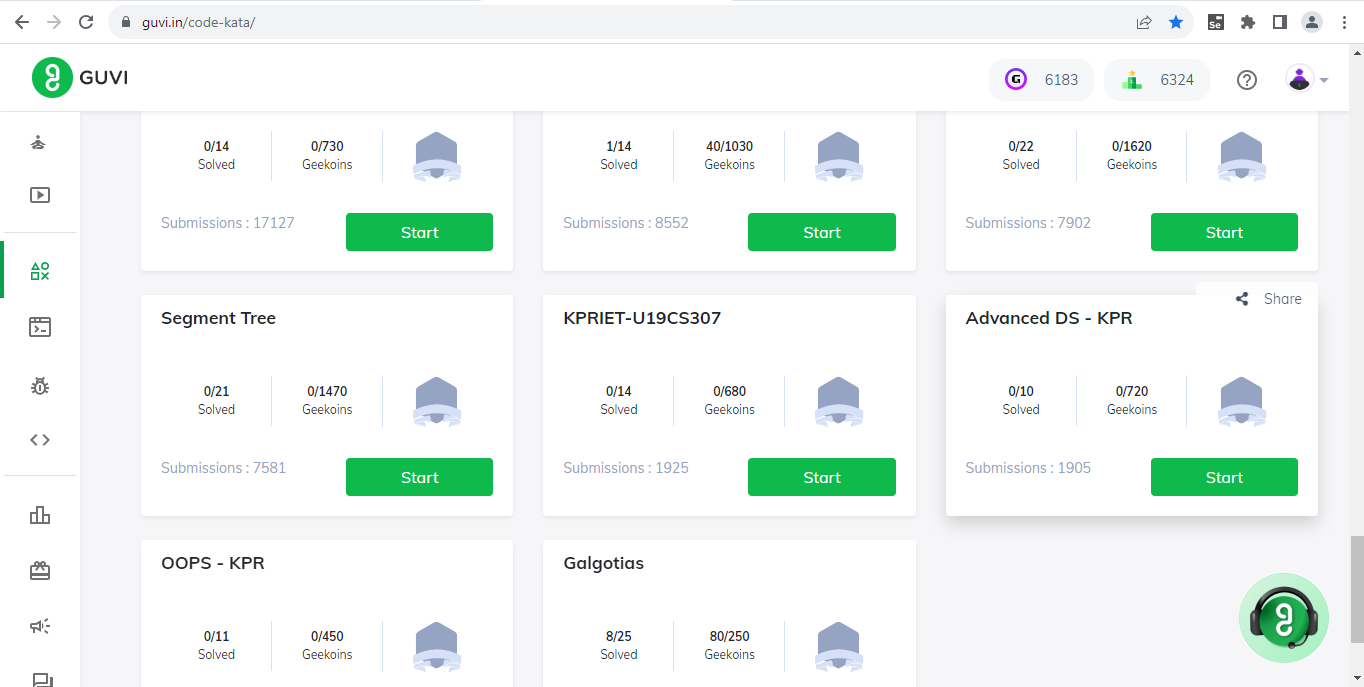 guvi.in/code-kata/
Se
GUVI
G
6183
6324
0/14
Solved
0/730
Geekoins
Submissions : 17127
Start
1/14
Solved
40/1030
Geekoins
Submissions : 8552
Start
0/22
Solved
0/1620
Geekoins
Submissions : 7902
Start
Segment Tree
0/21
Solved
0/1470
Geekoins
Submissions : 7581
Start
KPRIET-U19CS307
0/14
Solved
0/680
Geekoins
Submissions : 1925
Start
Share
Advanced DS - KPR
0/10
Solved
0/720
Geekoins
Submissions : 1905
Start
OOPS - KPR
0/11
Solved
0/450
Geekoins
Galgotias
8/25
Solved
80/250
Geekoins